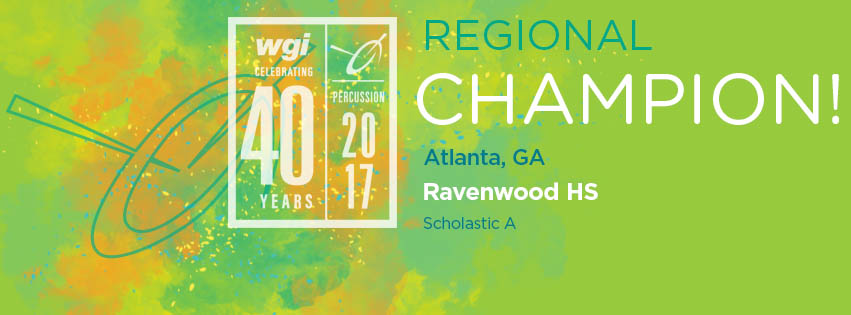 wgi
CELEBRATING
40
YEARS
PERCUSSION
20
17
REGIONAL
CHAMPION!
Atlanta, GA
Ravenwood HS
Scholastic A